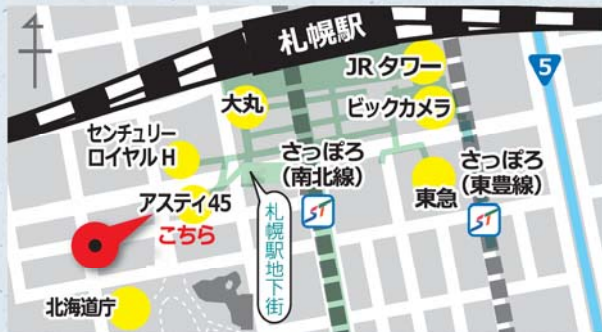 札幌駅
JRタワー
5
大丸
ビックカメラ
センチュリー
ロイヤルH
さっぽろ
(南北線)
さっぽろ
(東豊線)
東急
アスティ45
こちら
札幌駅地下街
ST
ST
北海道庁